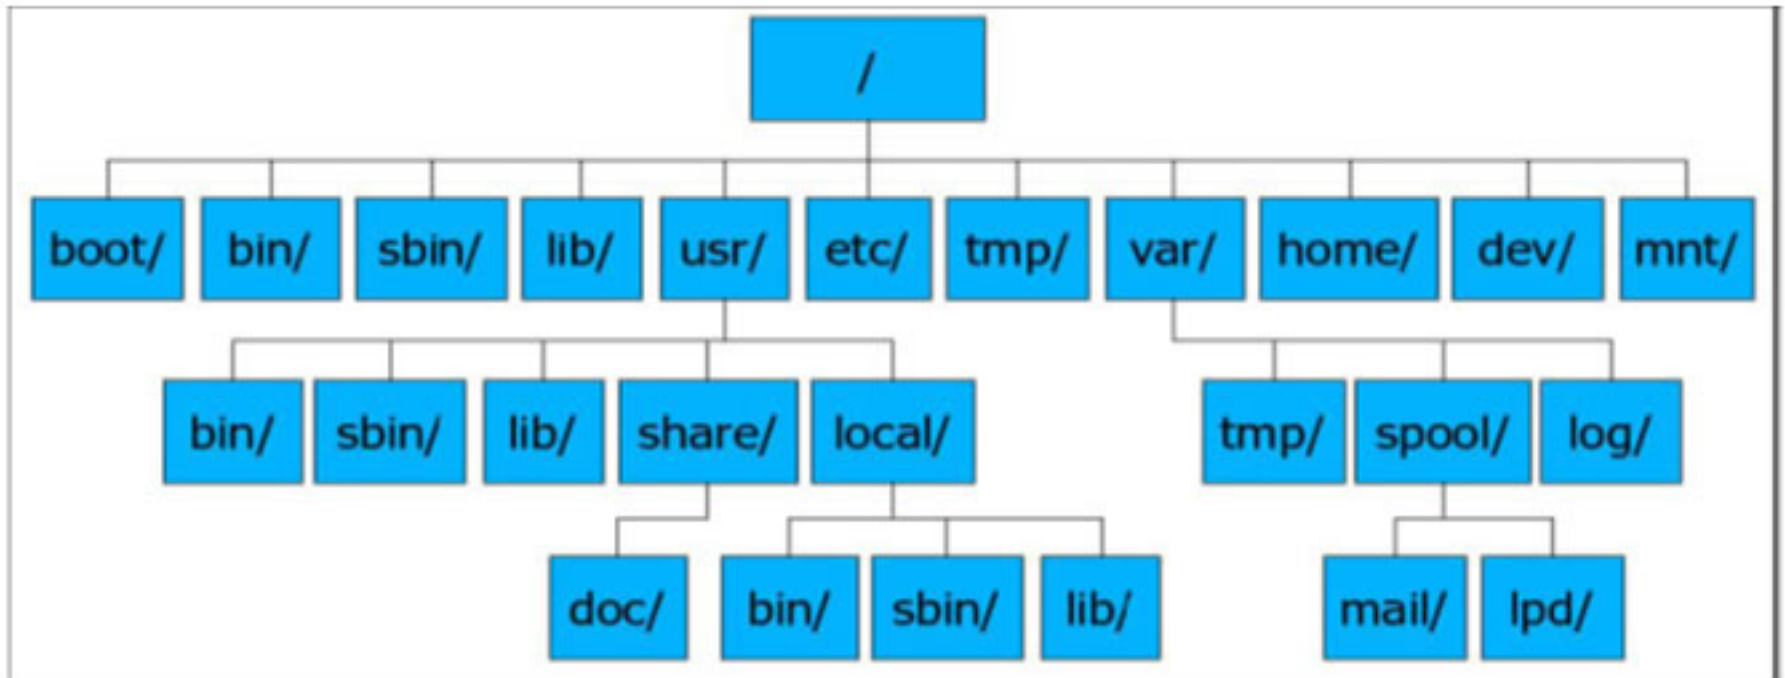 /
boot/ bin/ sbin/ lib/ usr/ etc/ tmp/ var/ home/ dev/ mnt/
bin/ sbin/ lib/ share/ local/ tmp/ spool/ log/
doc/ bin/ sbin/ lib/ mail/ lpd/